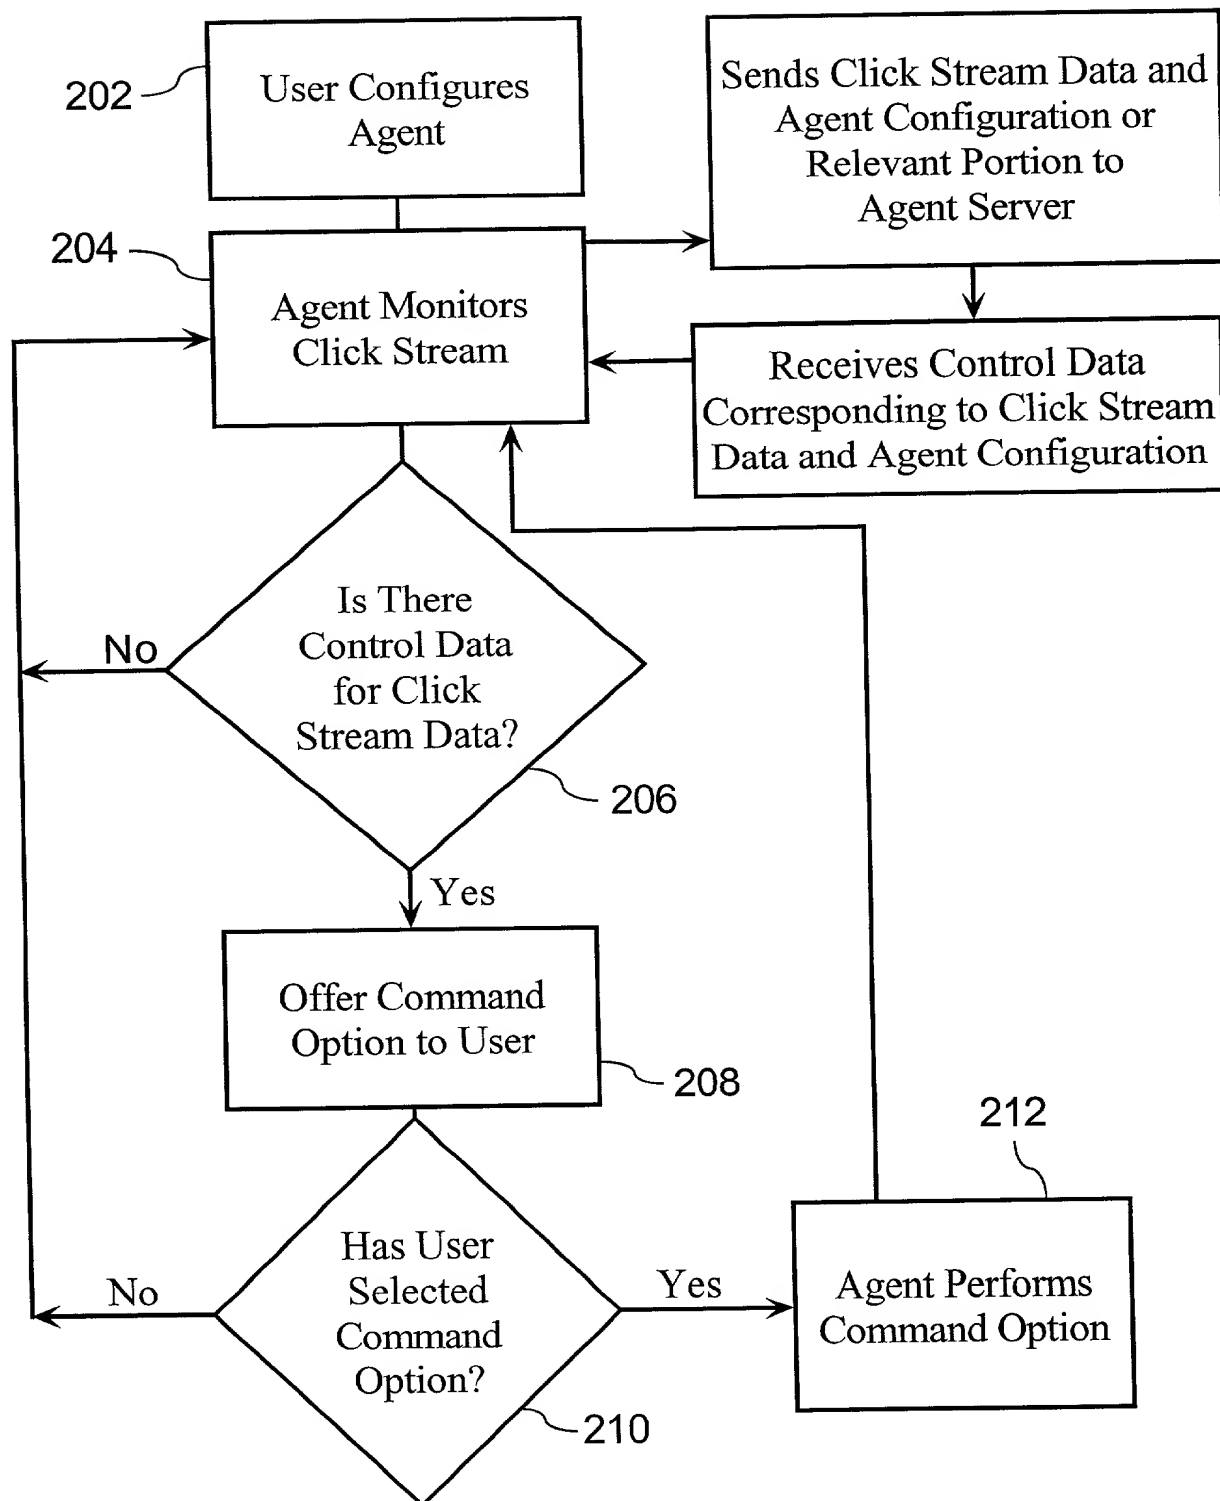 202
User Configures
Agent
Sends Click Stream Data and
Agent Configuration or
Relevant Portion to
Agent Server
204
Agent Monitors
Click Stream
Receives Control Data
Corresponding to Click Stream
Data and Agent Configuration
Is There
Control Data
for Click
Stream Data?
No
206
Yes
Offer Command
Option to User
208
212
Has User
Selected
Command
Option?
No
Yes
Agent Performs
Command Option
210